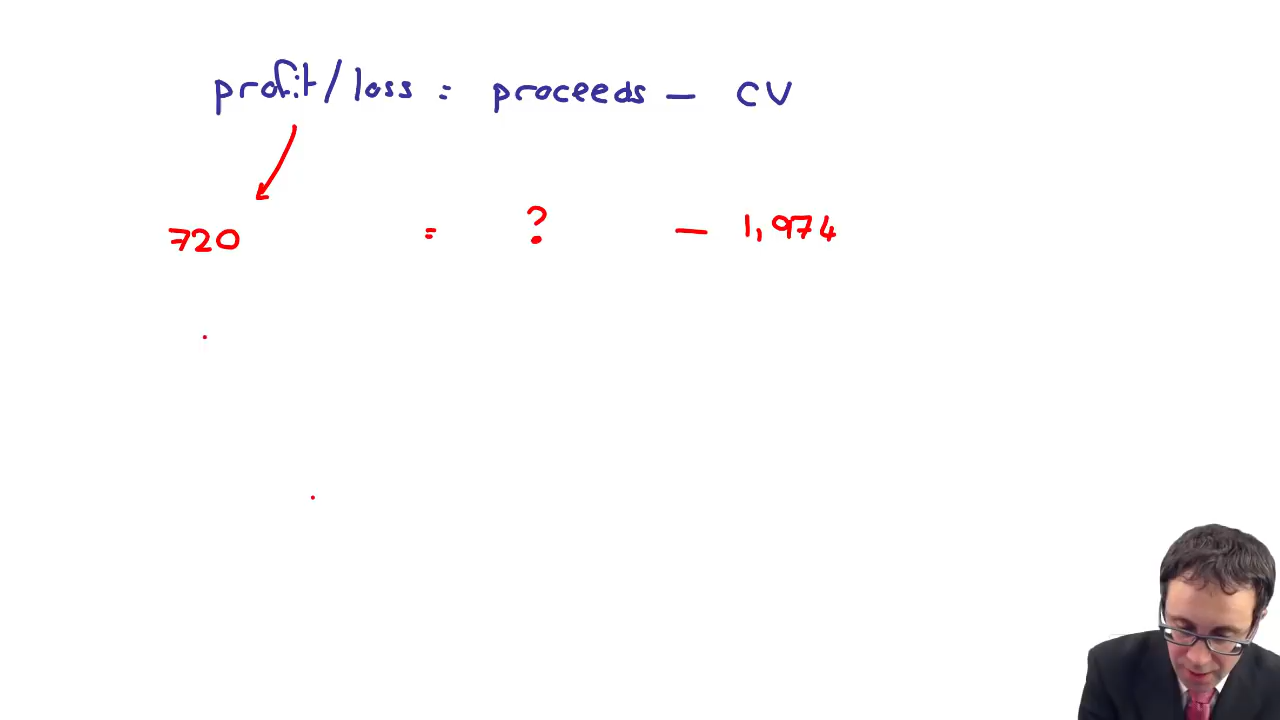 profit/loss = proceeds - CV
720 = ? - 1,974